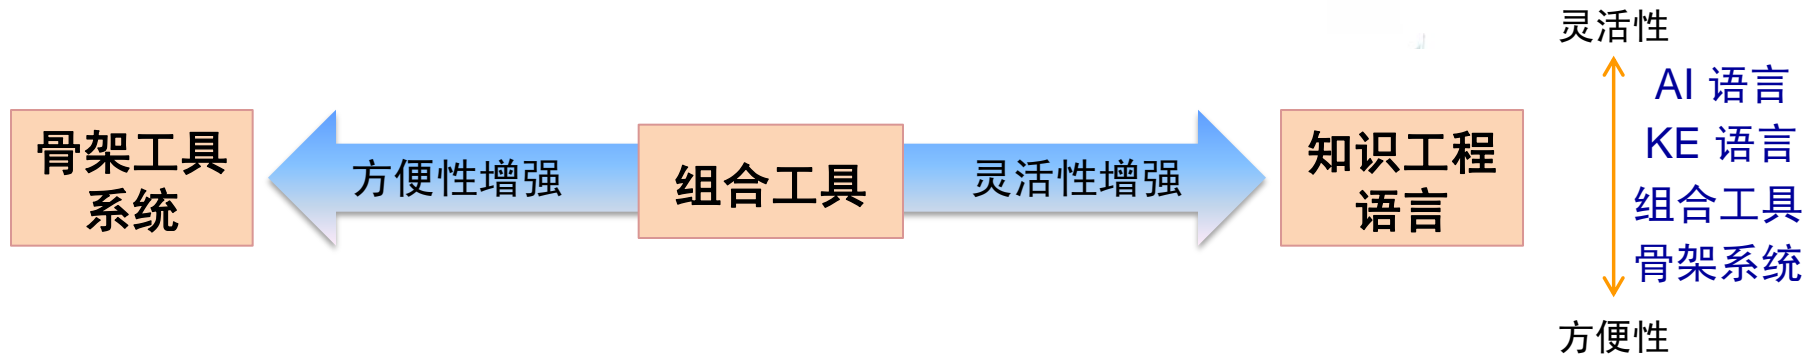 骨架工具
系统
方便性增强
组合工具
灵活性增强
知识工程
语言
灵活性
AI 语言
KE 语言
组合工具
骨架系统
方便性